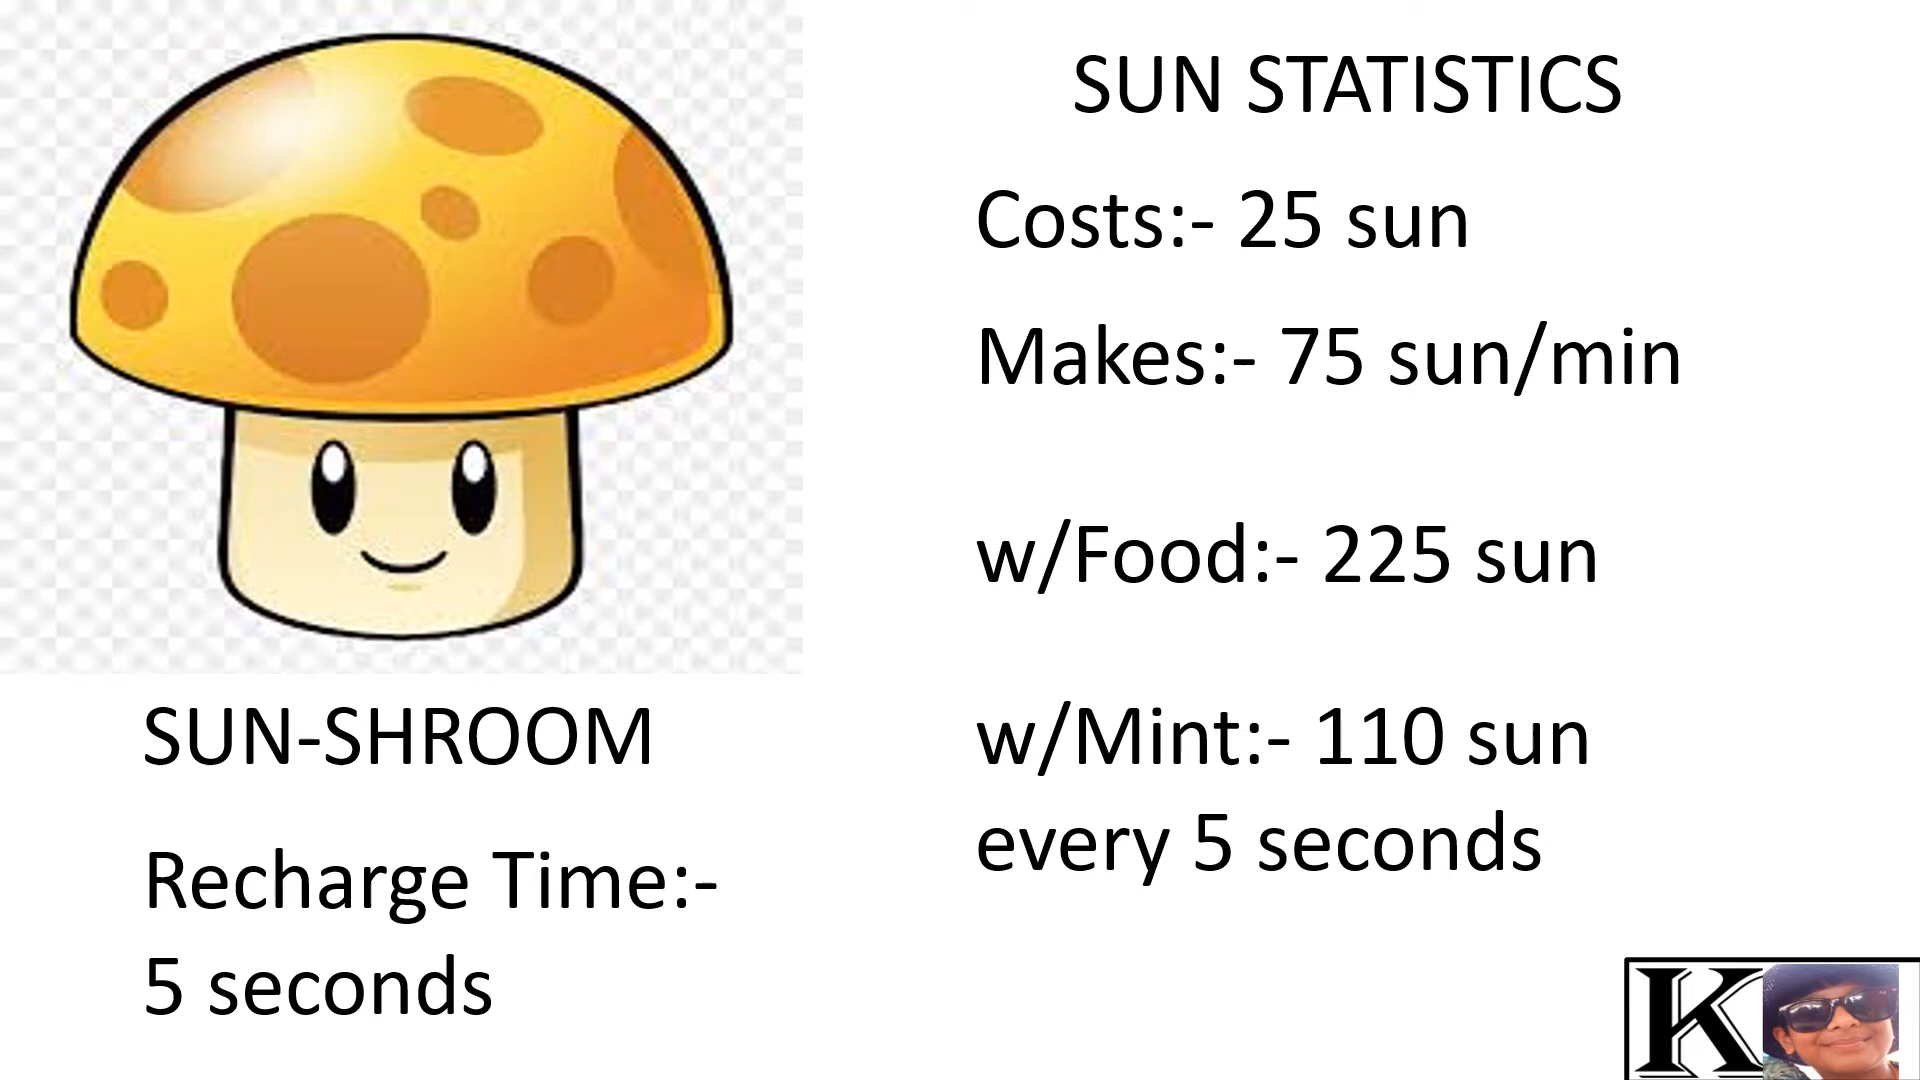 SUN STATISTICS
Costs:- 25 sun
Makes:- 75 sun/min
w/Food:- 225 sun
w/Mint:- 110 sun
every 5 seconds
SUN-SHROOM
Recharge Time:-
5 seconds
K